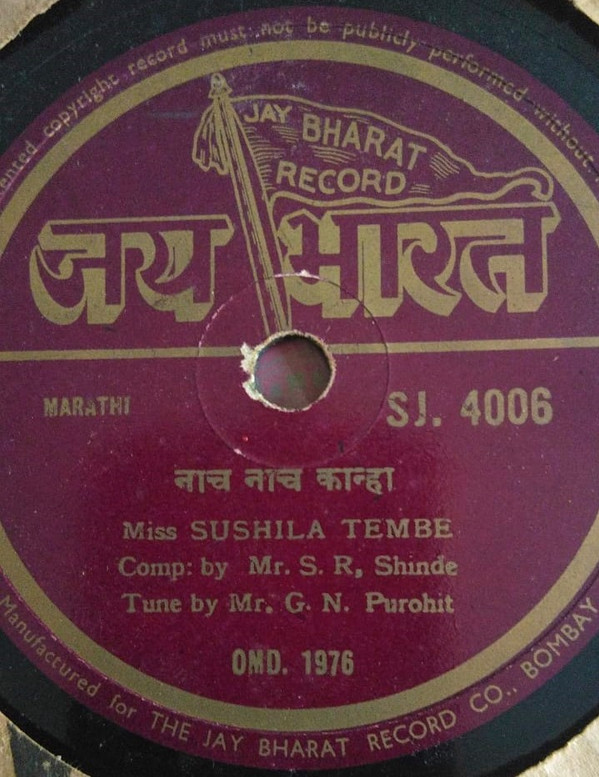 copyright record must not be publicly performed without
JAY BHARAT
RECORD
जय भारत
MARATHI
SJ. 4006
नाच नाच कान्हा
Miss SUSHILA TEMBE
Comp: by Mr. S. R, Shinde
Tune by Mr. G. N. Purohit
OMD. 1976
Manufactured for THE JAY BHARAT RECORD CO., BOMBAY